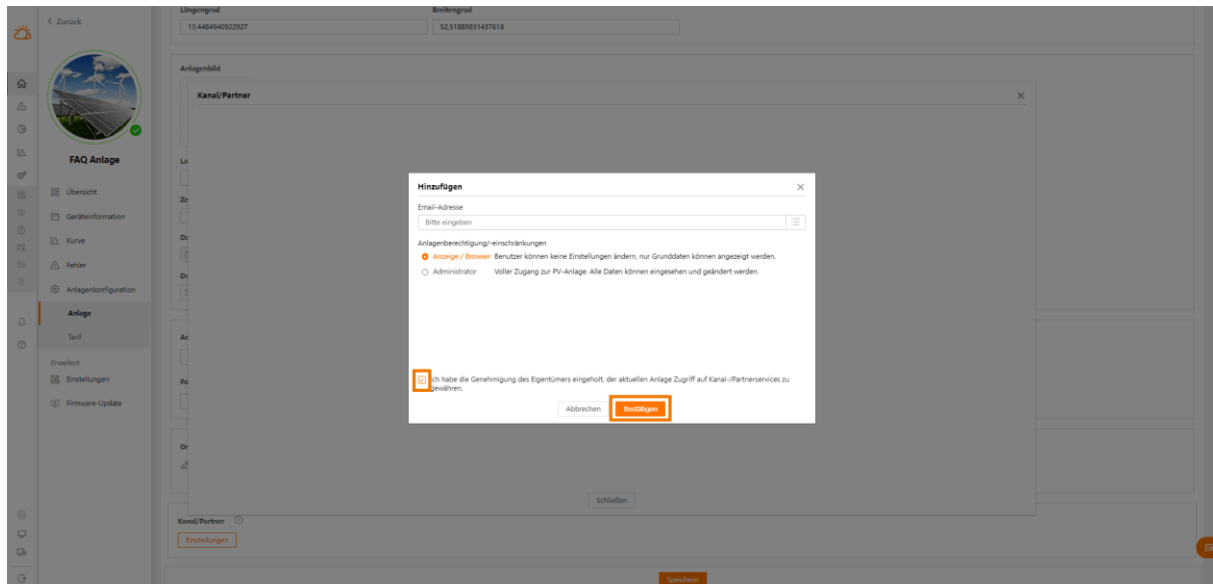 Zurück
FAQ Anlage
Übersicht
Geräteinformation
Kurve
Fehler
Anlagenkonfiguration
Anlage
Tarif
Erweitert
Einstellungen
Firmware-Update
Längengrad
Breitengrad
13,4484940922927
52,51889831437618
Anlagenbild
Kanal/Partner
Hinzufügen
Email-Adresse
Bitte eingeben
Anlagenberechtigung/-einschränkungen
Anzeige / Browser Benutzer können keine Einstellungen ändern, nur Grunddaten können angezeigt werden.
Administrator Voller Zugang zur PV-Anlage. Alle Daten können eingesehen und geändert werden.
Ich habe die Genehmigung des Eigentümers eingeholt, der aktuellen Anlage Zugriff auf Kanal-/Partnerservices zu
gewähren.
Abbrechen
Bestätigen
Schließen
Kanal/Partner
Einstellungen
Speichern